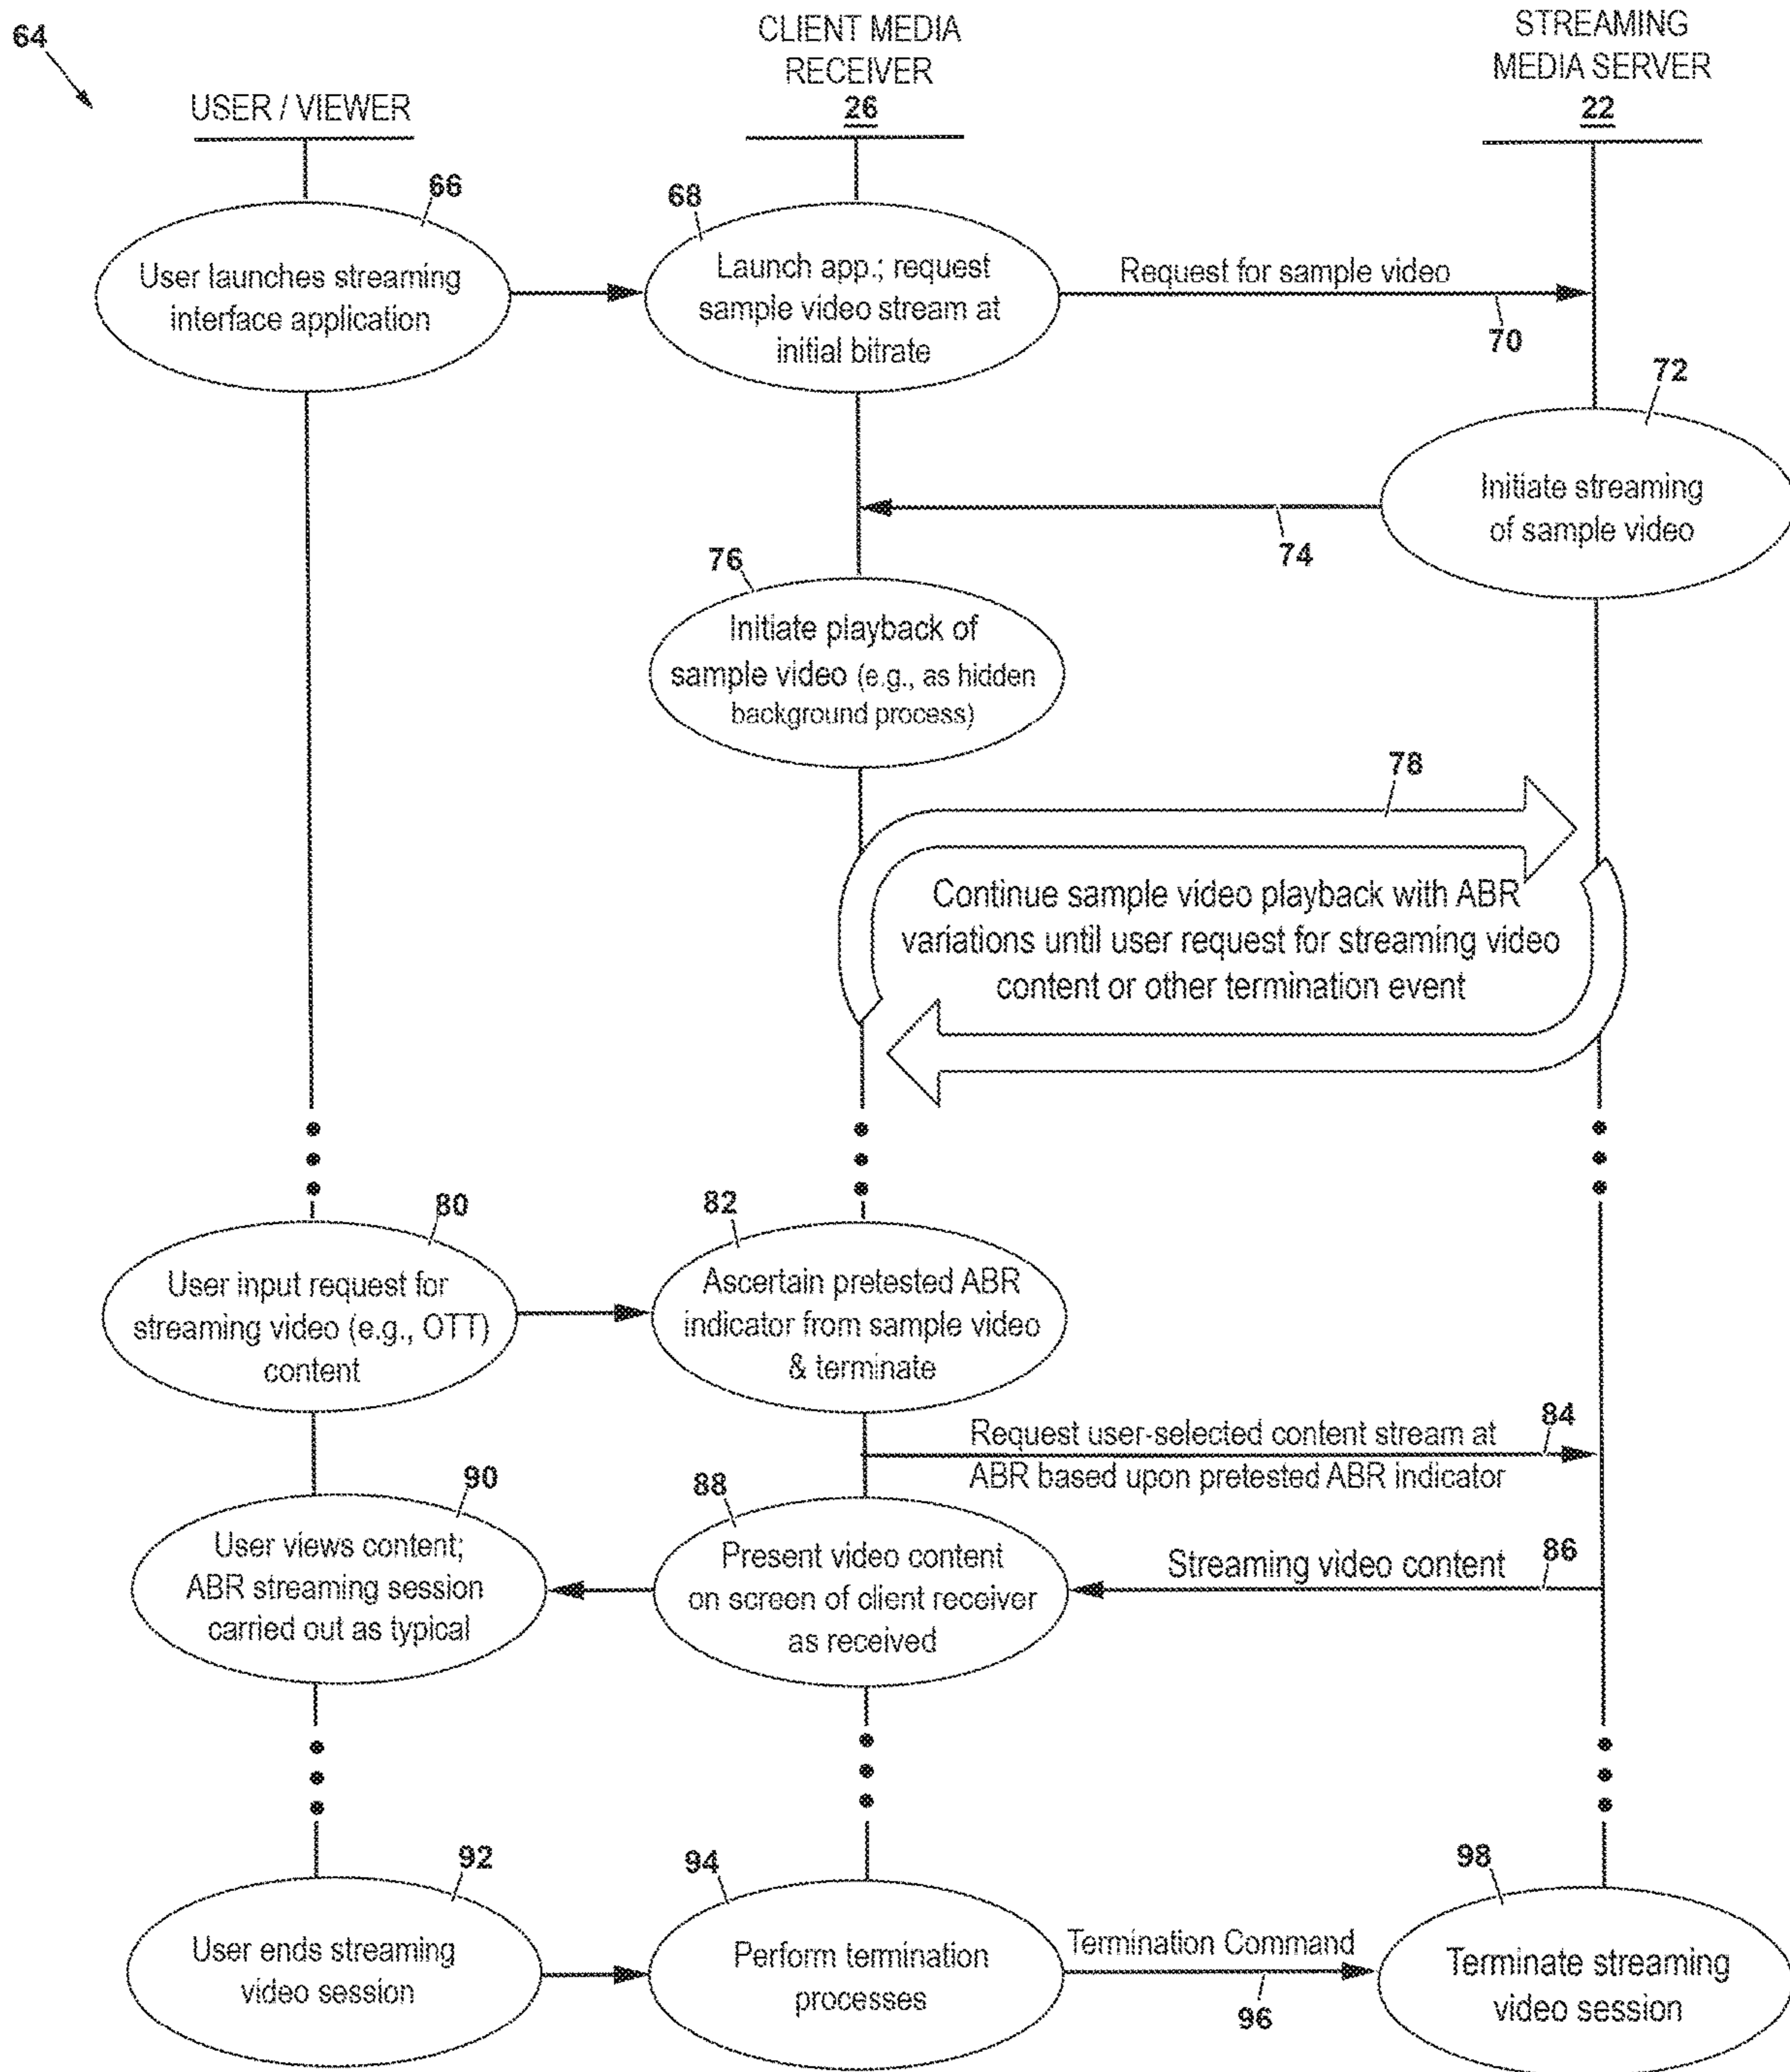 64
USER / VIEWER
CLIENT MEDIA
RECEIVER
26
STREAMING
MEDIA SERVER
22
66
User launches streaming
interface application
68
Launch app.; request
sample video stream at
initial bitrate
Request for sample video
70
72
Initiate streaming
of sample video
74
76
Initiate playback of
sample video (e.g., as hidden
background process)
78
Continue sample video playback with ABR
variations until user request for streaming video
content or other termination event
80
User input request for
streaming video (e.g., OTT)
content
82
Ascertain pretested ABR
indicator from sample video
& terminate
84
Request user-selected content stream at
ABR based upon pretested ABR indicator
90
User views content;
ABR streaming session
carried out as typical
88
Present video content
on screen of client receiver
as received
Streaming video content
86
92
User ends streaming
video session
94
Perform termination
processes
Termination Command
96
98
Terminate streaming
video session